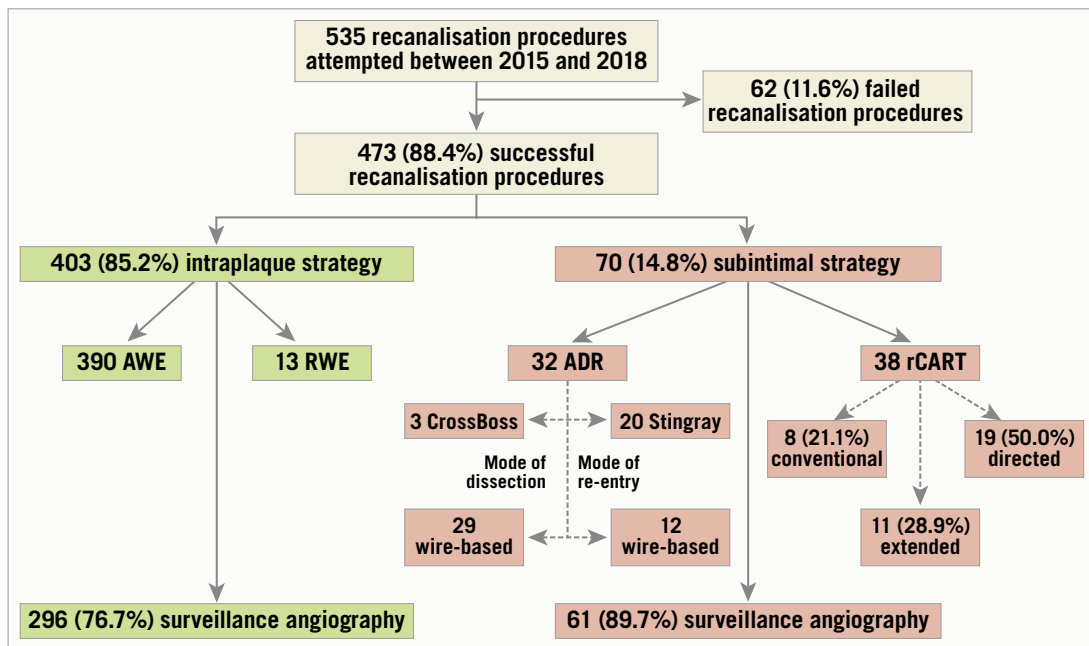 535 recanalisation procedures
attempted between 2015 and 2018
62 (11.6%) failed
recanalisation procedures
473 (88.4%) successful
recanalisation procedures
403 (85.2%) intraplaque strategy
70 (14.8%) subintimal strategy
390 AWE
13 RWE
32 ADR
38 rCART
3 CrossBoss
20 Stingray
8 (21.1%)
conventional
19 (50.0%)
directed
Mode of
dissection
Mode of
re-entry
29
wire-based
12
wire-based
11 (28.9%)
extended
296 (76.7%) surveillance angiography
61 (89.7%) surveillance angiography